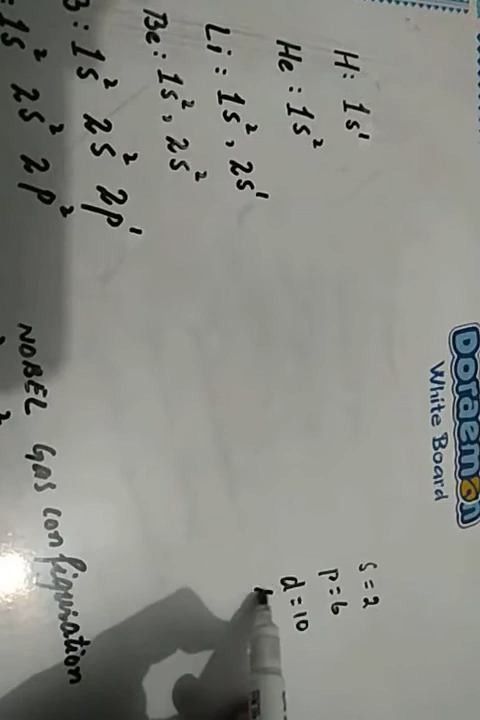 Doraemon
White Board
H: 1s¹
He: 1s²
Li: 1s², 2s¹
Be: 1s², 2s²
B: 1s² 2s² 2p¹
: 1s² 2s² 2p²
s=2
p=6
d=10
NOBEL Gas configuration